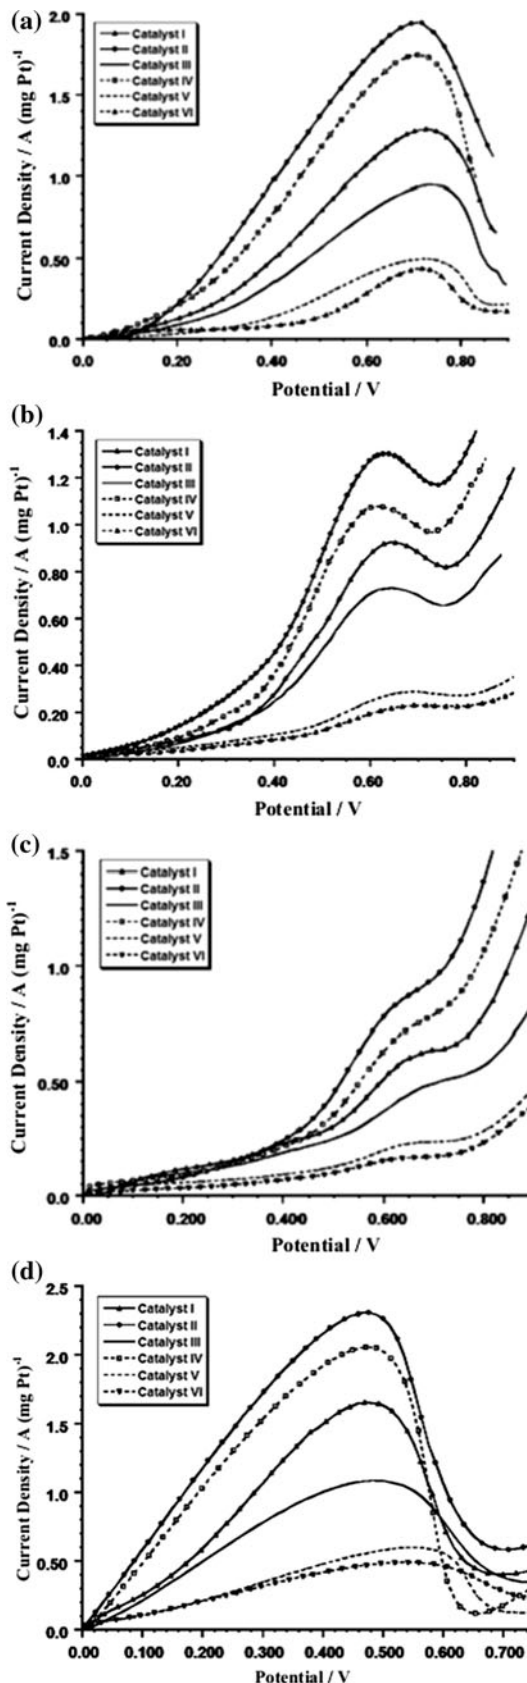 (a)
Catalyst I
Catalyst II
Catalyst III
Catalyst IV
Catalyst V
Catalyst VI
Current Density / A (mg Pt)⁻¹
2.0
1.5
1.0
0.50
0.0
0.0 0.20 0.40 0.60 0.80
Potential / V
(b)
Catalyst I
Catalyst II
Catalyst III
Catalyst IV
Catalyst V
Catalyst VI
Current Density / A (mg Pt)⁻¹
1.4
1.2
1.0
0.80
0.60
0.40
0.20
0.0
0.0 0.20 0.40 0.60 0.80
Potential / V
(c)
Catalyst I
Catalyst II
Catalyst III
Catalyst IV
Catalyst V
Catalyst VI
Current Density / A (mg Pt)⁻¹
1.5
1.0
0.50
0.0
0.00 0.200 0.400 0.600 0.800
Potential / V
(d)
Catalyst I
Catalyst II
Catalyst III
Catalyst IV
Catalyst V
Catalyst VI
Current Density / A (mg Pt)⁻¹
2.5
2.0
1.5
1.0
0.50
0.0
0.00 0.100 0.200 0.300 0.400 0.500 0.600 0.700
Potential / V